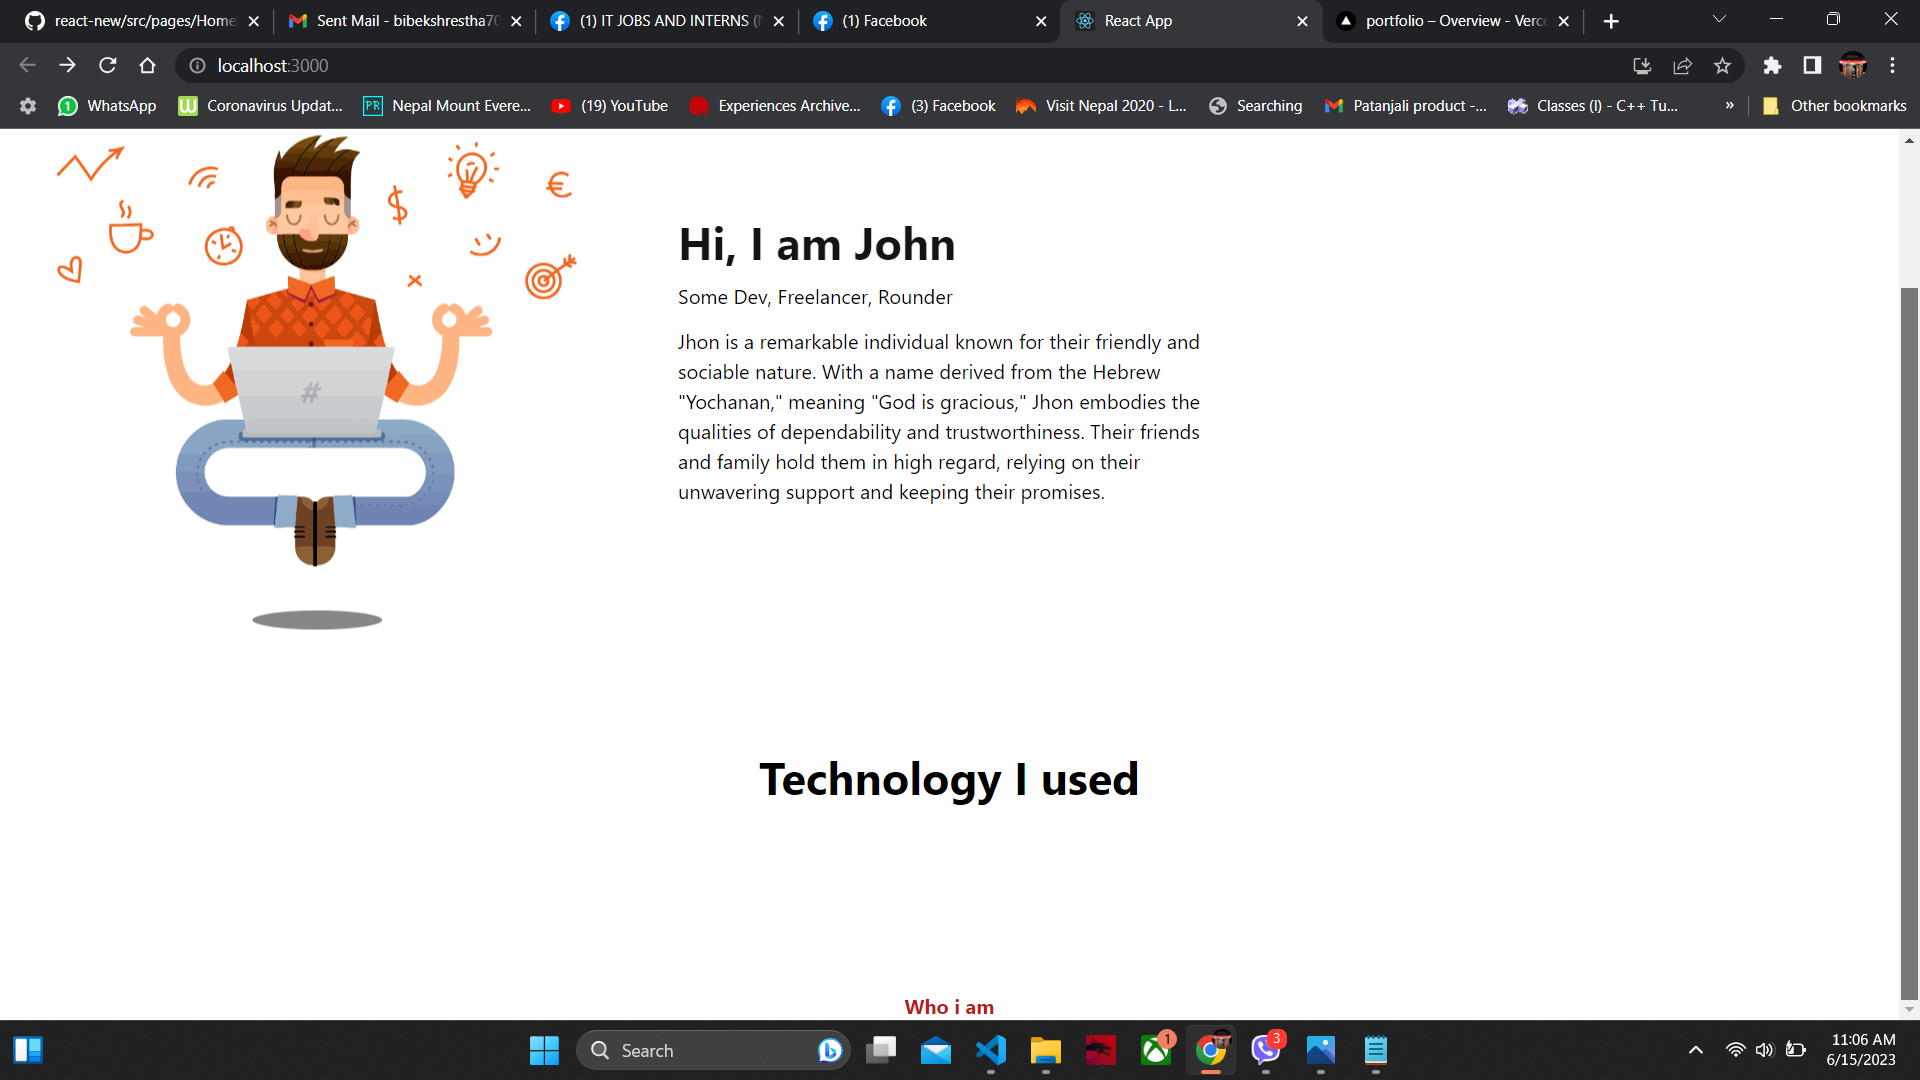 react-new/src/pages/Home
Sent Mail - bibekshrestha70
(1) IT JOBS AND INTERNS (
(1) Facebook
React App
portfolio – Overview - Verce
localhost:3000
WhatsApp
Coronavirus Updat...
PR
Nepal Mount Evere...
(19) YouTube
Experiences Archive...
(3) Facebook
Visit Nepal 2020 - L...
Searching
Patanjali product -...
Classes (I) - C++ Tu...
»
Other bookmarks
$
€
#
Hi, I am John
Some Dev, Freelancer, Rounder
Jhon is a remarkable individual known for their friendly and
sociable nature. With a name derived from the Hebrew
"Yochanan," meaning "God is gracious," Jhon embodies the
qualities of dependability and trustworthiness. Their friends
and family hold them in high regard, relying on their
unwavering support and keeping their promises.
Technology I used
Who i am
Search
1
3
11:06 AM
6/15/2023